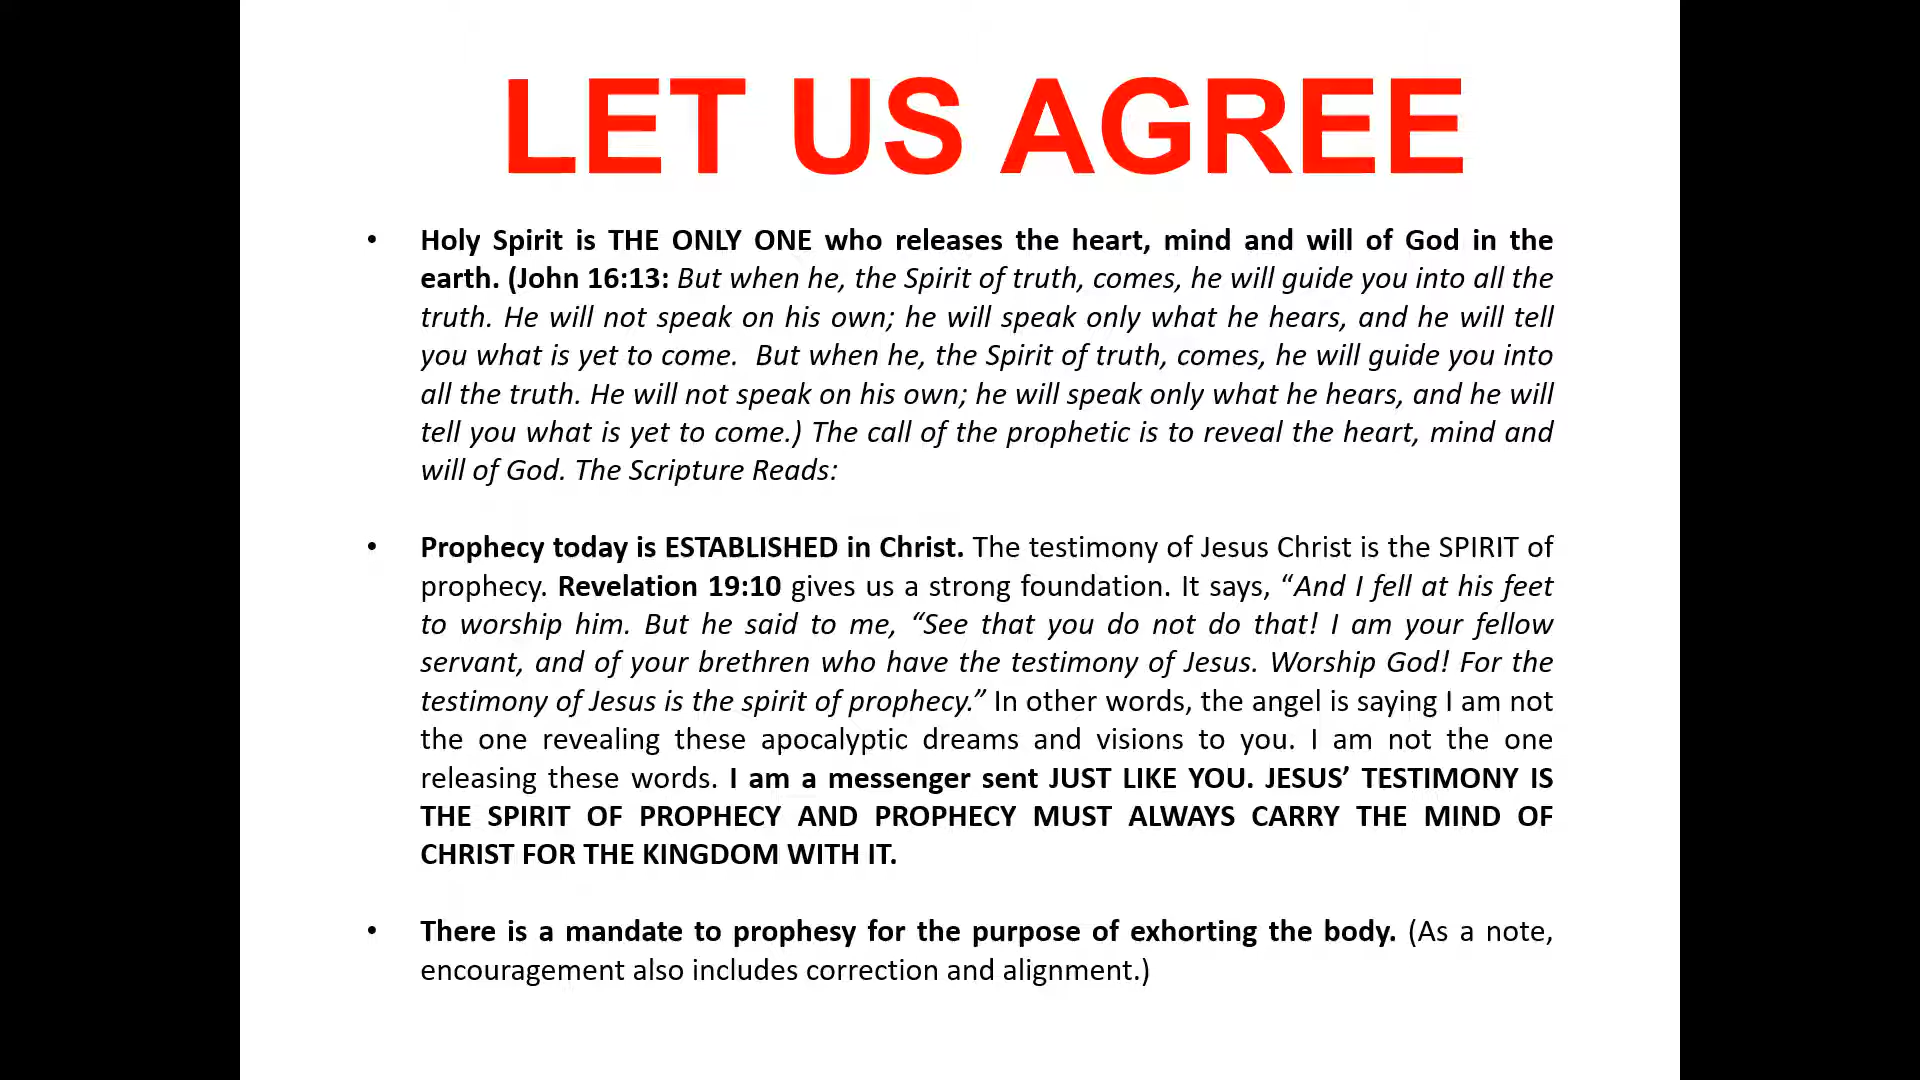 LET US AGREE
• Holy Spirit is THE ONLY ONE who releases the heart, mind and will of God in the
earth. (John 16:13: But when he, the Spirit of truth, comes, he will guide you into all the
truth. He will not speak on his own; he will speak only what he hears, and he will tell
you what is yet to come.  But when he, the Spirit of truth, comes, he will guide you into
all the truth. He will not speak on his own; he will speak only what he hears, and he will
tell you what is yet to come.) The call of the prophetic is to reveal the heart, mind and
will of God. The Scripture Reads:
• Prophecy today is ESTABLISHED in Christ. The testimony of Jesus Christ is the SPIRIT of
prophecy. Revelation 19:10 gives us a strong foundation. It says, “And I fell at his feet
to worship him. But he said to me, “See that you do not do that! I am your fellow
servant, and of your brethren who have the testimony of Jesus. Worship God! For the
testimony of Jesus is the spirit of prophecy.” In other words, the angel is saying I am not
the one revealing these apocalyptic dreams and visions to you. I am not the one
releasing these words. I am a messenger sent JUST LIKE YOU. JESUS’ TESTIMONY IS
THE SPIRIT OF PROPHECY AND PROPHECY MUST ALWAYS CARRY THE MIND OF
CHRIST FOR THE KINGDOM WITH IT.
• There is a mandate to prophesy for the purpose of exhorting the body. (As a note,
encouragement also includes correction and alignment.)